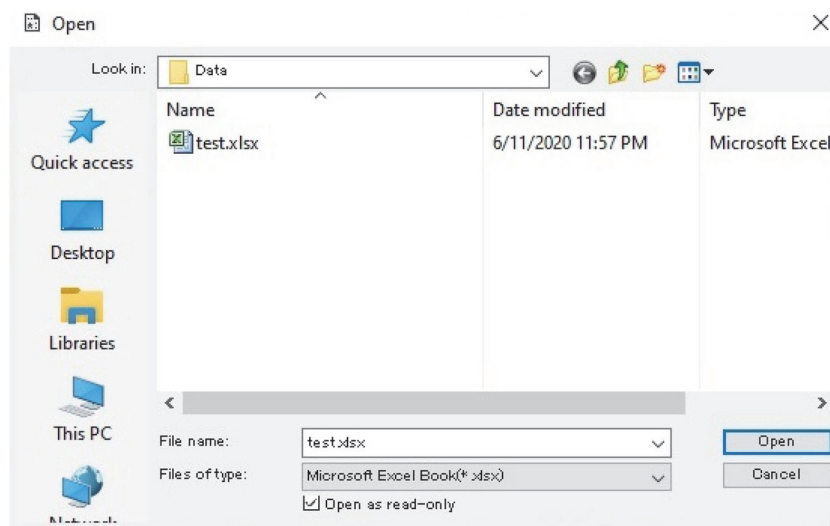 Open
Look in: Data
Name Date modified Type
test.xlsx 6/11/2020 11:57 PM Microsoft Excel
Quick access
Desktop
Libraries
This PC
Network
File name: test.xlsx Open
Files of type: Microsoft Excel Book(*.xlsx) Cancel
Open as read-only